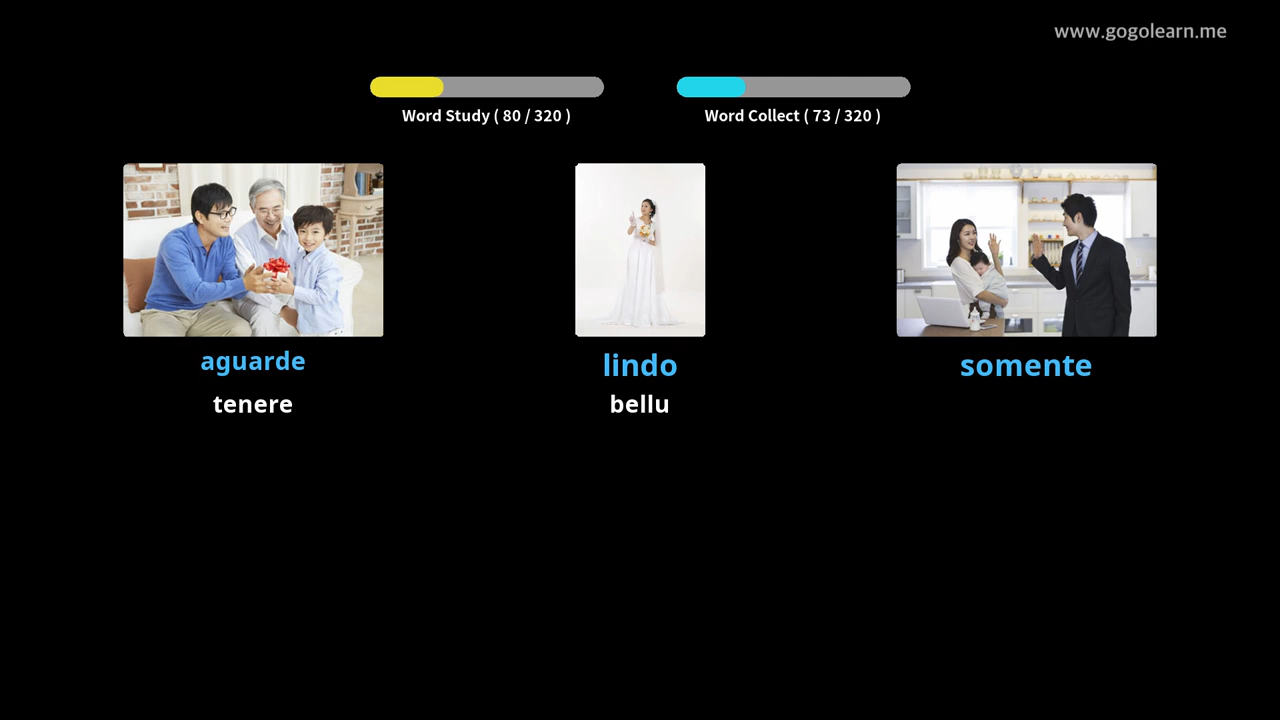 www.gogolearn.me
Word Study ( 80 / 320 )
Word Collect ( 73 / 320 )
aguarde
lindo
somente
tenere
bellu